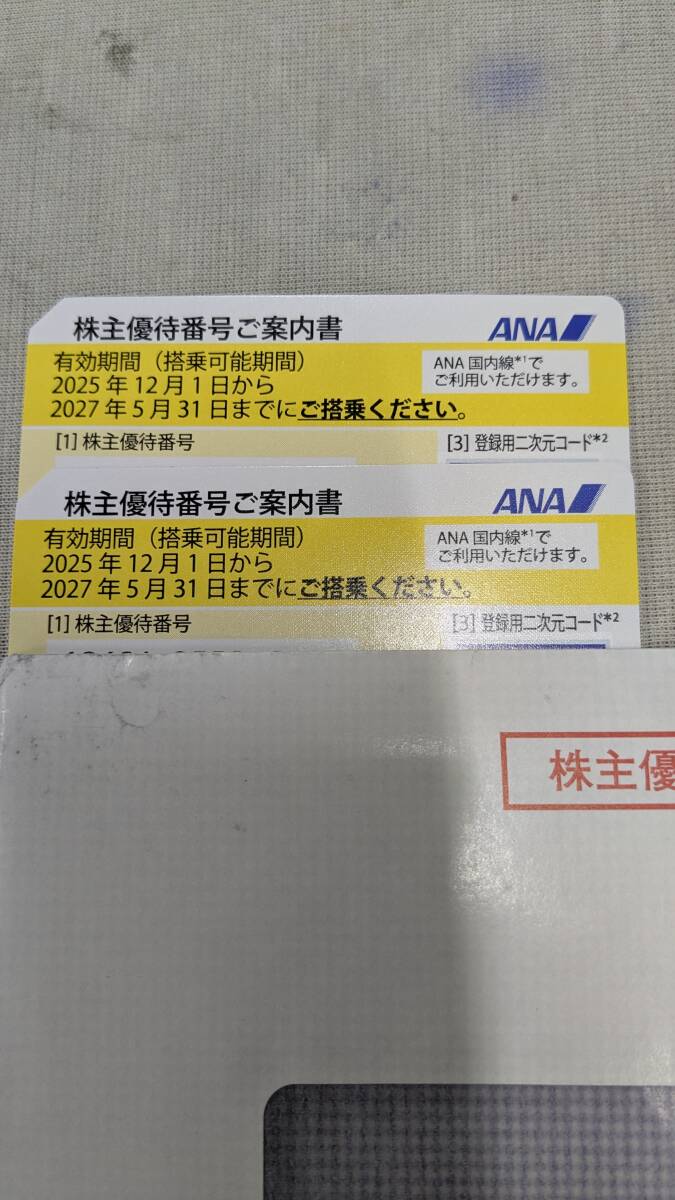 株主優待番号ご案内書
ANA
有効期間（搭乗可能期間）
2025年12月1日から
2027年5月31日までにご搭乗ください。
ANA国内線*1で
ご利用いただけます。
[1]株主優待番号
[3]登録用二次元コード*2
株主優待番号ご案内書
ANA
有効期間（搭乗可能期間）
2025年12月1日から
2027年5月31日までにご搭乗ください。
ANA国内線*1で
ご利用いただけます。
[1]株主優待番号
[3]登録用二次元コード*2
株主優